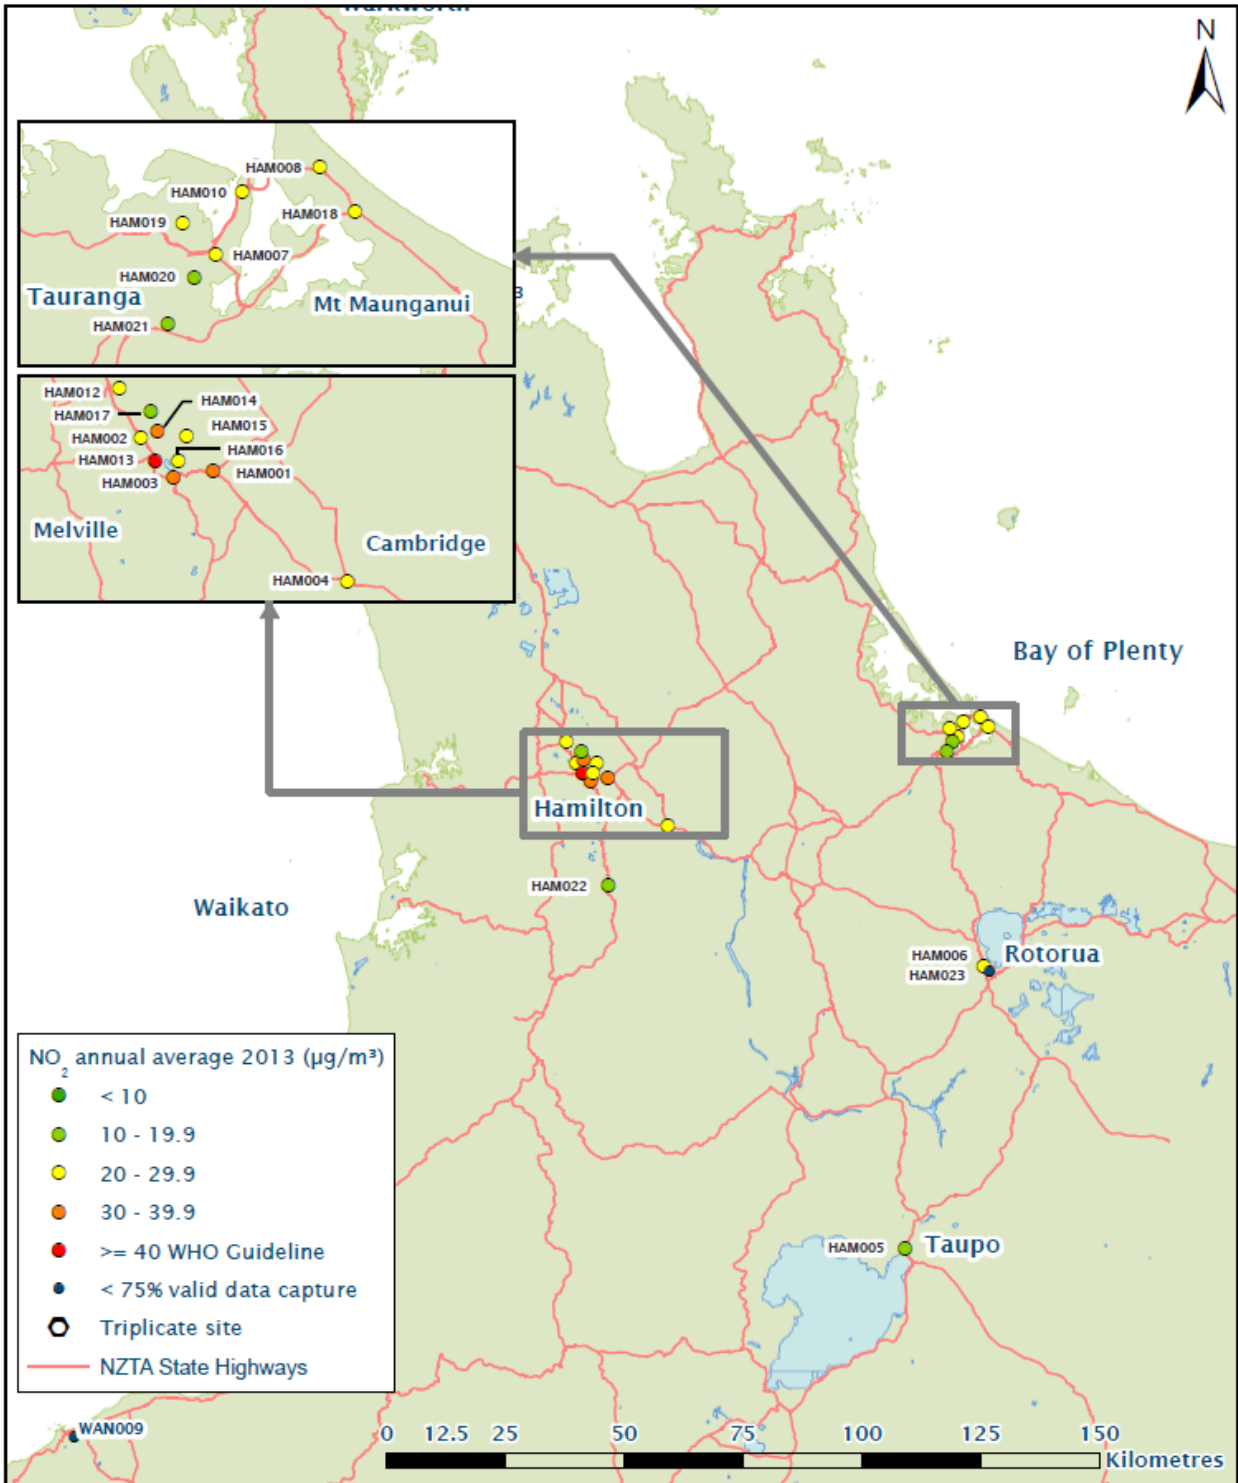 Warkworth
N
HAM008
HAM010
HAM018
HAM019
HAM007
HAM020
Tauranga
Mt Maunganui
HAM021
HAM012
HAM014
HAM017
HAM015
HAM002
HAM016
HAM013
HAM001
HAM003
Melville
Cambridge
HAM004
Bay of Plenty
Hamilton
HAM022
Waikato
HAM006
Rotorua
HAM023
NO₂ annual average 2013 (µg/m³)
< 10
10 - 19.9
20 - 29.9
30 - 39.9
>= 40 WHO Guideline
< 75% valid data capture
Triplicate site
NZTA State Highways
HAM005
Taupo
WAN009
0 12.5 25 50 75 100 125 150
Kilometres